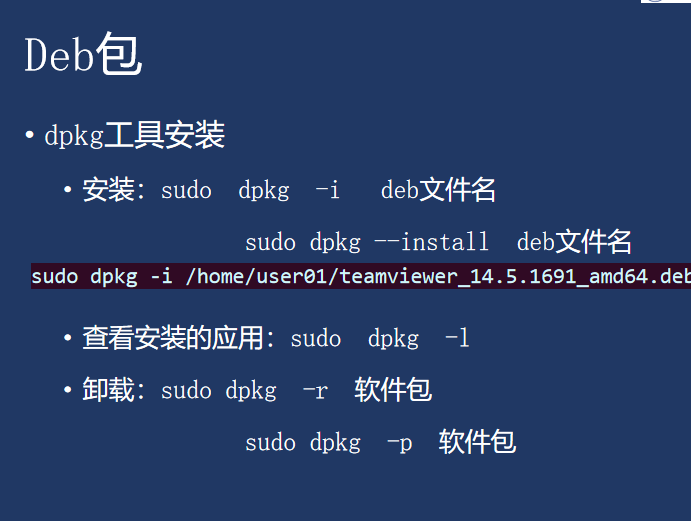 Deb包
• dpkg工具安装
• 安装：sudo dpkg -i deb文件名
sudo dpkg --install deb文件名
sudo dpkg -i /home/user01/teamviewer_14.5.1691_amd64.deb
• 查看安装的应用：sudo dpkg -l
• 卸载：sudo dpkg -r 软件包
sudo dpkg -p 软件包